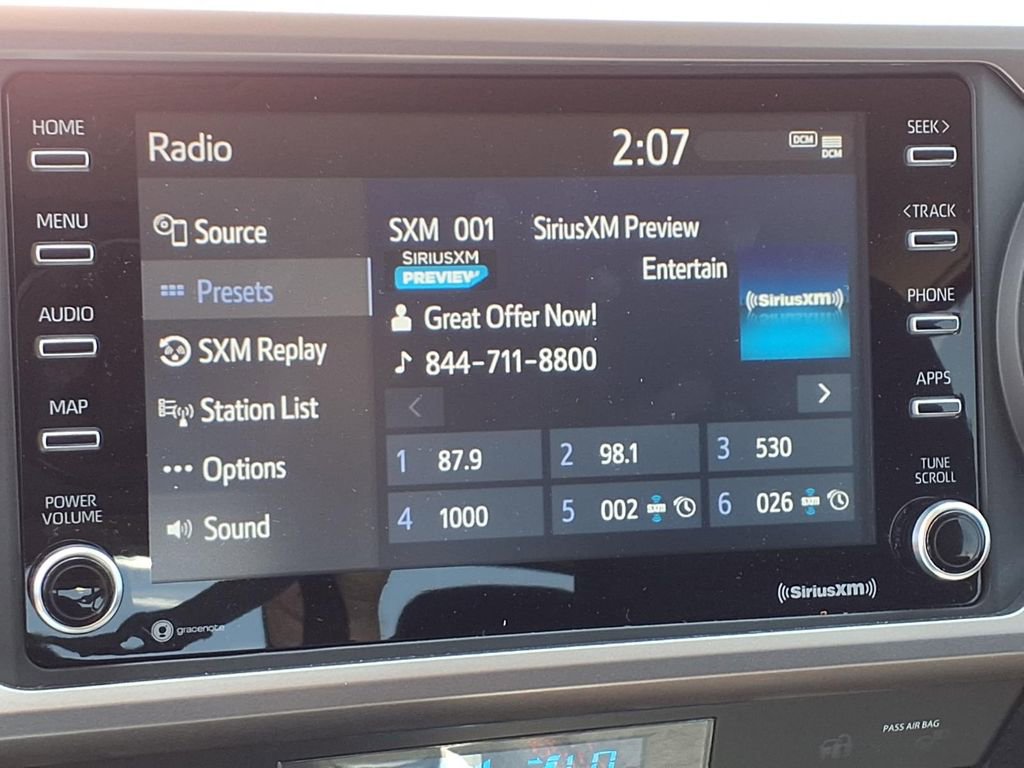 HOME
MENU
AUDIO
MAP
POWER
VOLUME
Radio
2:07
DCM
DCM
Source
Presets
SXM Replay
Station List
Options
Sound
SXM 001
SiriusXM Preview
SIRIUSXM
PREVIEW
Entertain
((SiriusXM))
Great Offer Now!
844-711-8800
1 87.9
2 98.1
3 530
4 1000
5 002 SXM
6 026 SXM
SEEK>
<TRACK
PHONE
APPS
TUNE
SCROLL
gracenote
((SiriusXM))
PASS AIR BAG